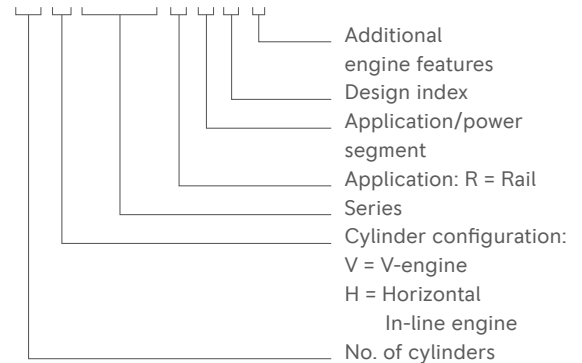 Additional
engine features
Design index
Application/power
segment
Application: R = Rail
Series
Cylinder configuration:
V = V-engine
H = Horizontal
In-line engine
No. of cylinders